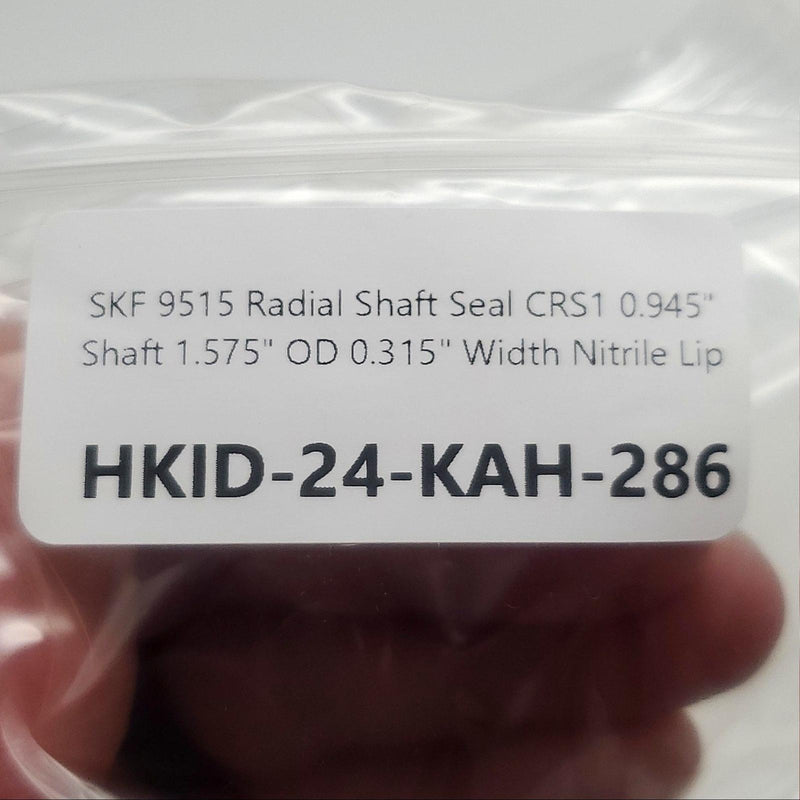 SKF 9515 Radial Shaft Seal CRS1 0.945"
Shaft 1.575" OD 0.315" Width Nitrile Lip
HKID-24-KAH-286